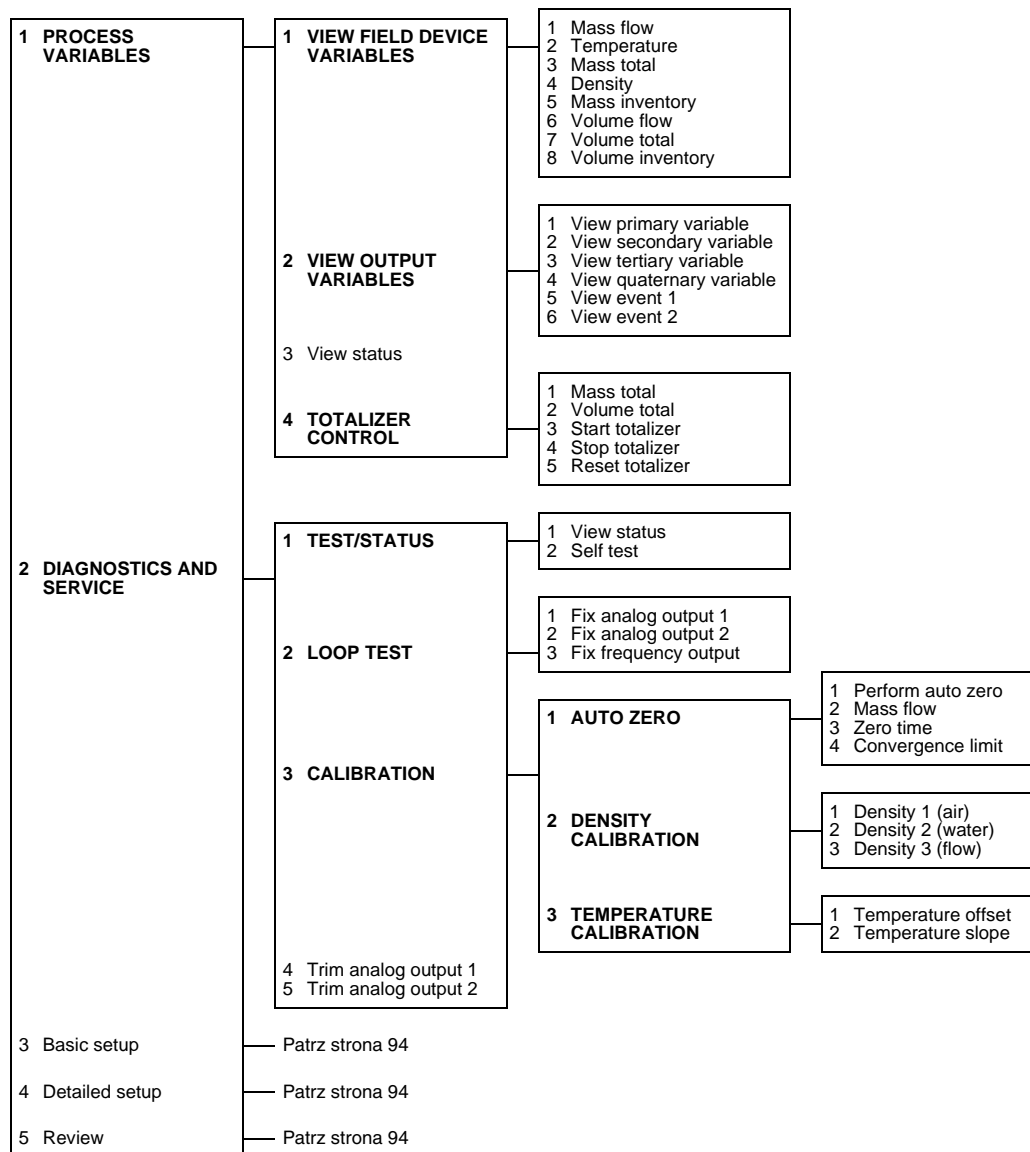 1 PROCESS
VARIABLES
1 VIEW FIELD DEVICE
VARIABLES
1 Mass flow
2 Temperature
3 Mass total
4 Density
5 Mass inventory
6 Volume flow
7 Volume total
8 Volume inventory
2 VIEW OUTPUT
VARIABLES
1 View primary variable
2 View secondary variable
3 View tertiary variable
4 View quaternary variable
5 View event 1
6 View event 2
3 View status
4 TOTALIZER
CONTROL
1 Mass total
2 Volume total
3 Start totalizer
4 Stop totalizer
5 Reset totalizer
2 DIAGNOSTICS AND
SERVICE
1 TEST/STATUS
1 View status
2 Self test
2 LOOP TEST
1 Fix analog output 1
2 Fix analog output 2
3 Fix frequency output
3 CALIBRATION
1 AUTO ZERO
1 Perform auto zero
2 Mass flow
3 Zero time
4 Convergence limit
2 DENSITY
CALIBRATION
1 Density 1 (air)
2 Density 2 (water)
3 Density 3 (flow)
3 TEMPERATURE
CALIBRATION
1 Temperature offset
2 Temperature slope
4 Trim analog output 1
5 Trim analog output 2
3 Basic setup
Patrz strona 94
4 Detailed setup
Patrz strona 94
5 Review
Patrz strona 94